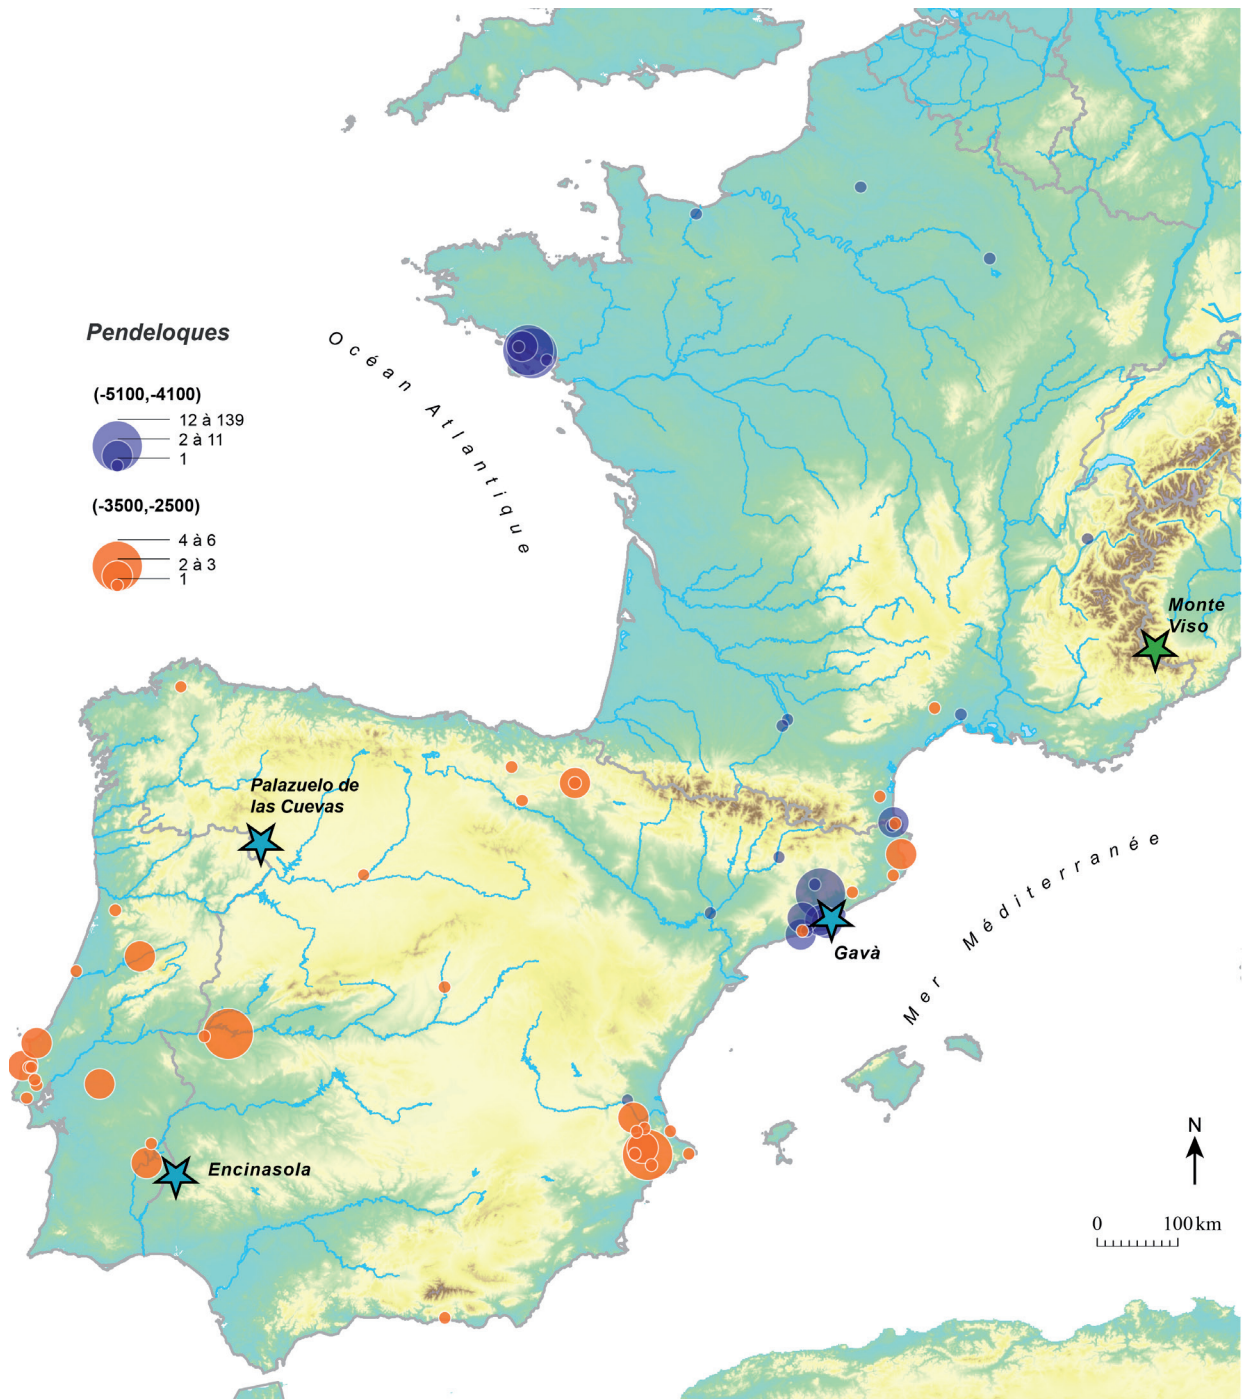 Pendeloques
(-5100,-4100)
12 à 139
2 à 11
1
(-3500,-2500)
4 à 6
2 à 3
1
Océan Atlantique
Monte
Viso
Palazuelo de
las Cuevas
Gavà
Mer Méditerranée
Encinasola
N
0 100 km